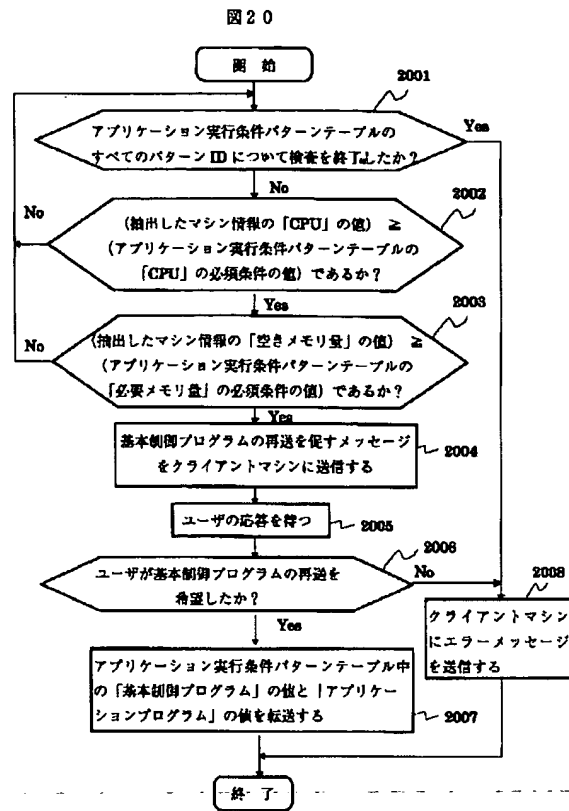 図20
開始
2001
アプリケーション実行条件パターンテーブルの
すべてのパターンIDについて検査を終了したか?
Yes
No
2002
(抽出したマシン情報の「CPU」の値) ≧
(アプリケーション実行条件パターンテーブルの
「CPU」の必須条件の値)であるか?
No
Yes
2003
(抽出したマシン情報の「空きメモリ量」の値) ≧
(アプリケーション実行条件パターンテーブルの
「必要メモリ量」の必須条件の値)であるか?
No
Yes
基本制御プログラムの再送を促すメッセージ
をクライアントマシンに送信する
2004
ユーザの応答を待つ
2005
2006
ユーザが基本制御プログラムの再送を
希望したか?
No
Yes
2008
クライアントマシン
にエラーメッセージ
を送信する
アプリケーション実行条件パターンテーブル中
の「基本制御プログラム」の値と「アプリケー
ションプログラム」の値を転送する
2007
終了